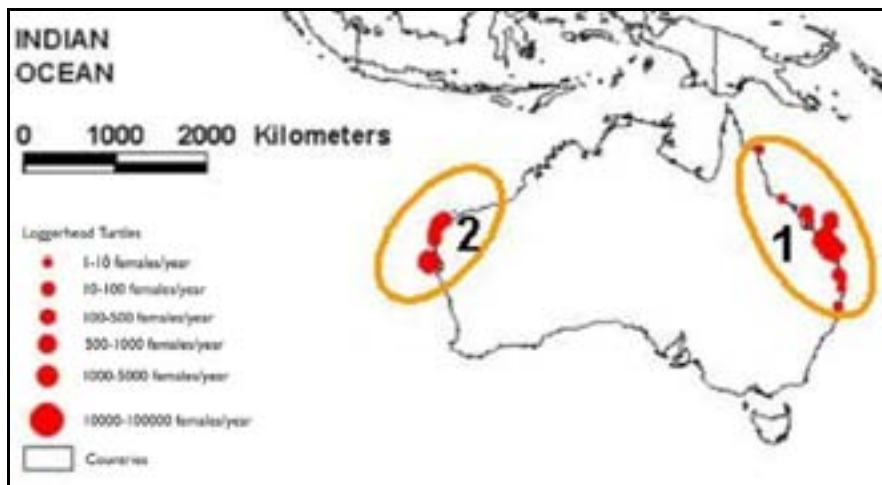 INDIAN
OCEAN
0 1000 2000 Kilometers
Loggerhead Turtles
1-10 females/year
10-100 females/year
100-500 females/year
500-1000 females/year
1000-5000 females/year
10000-100000 females/year
Countries
2
1